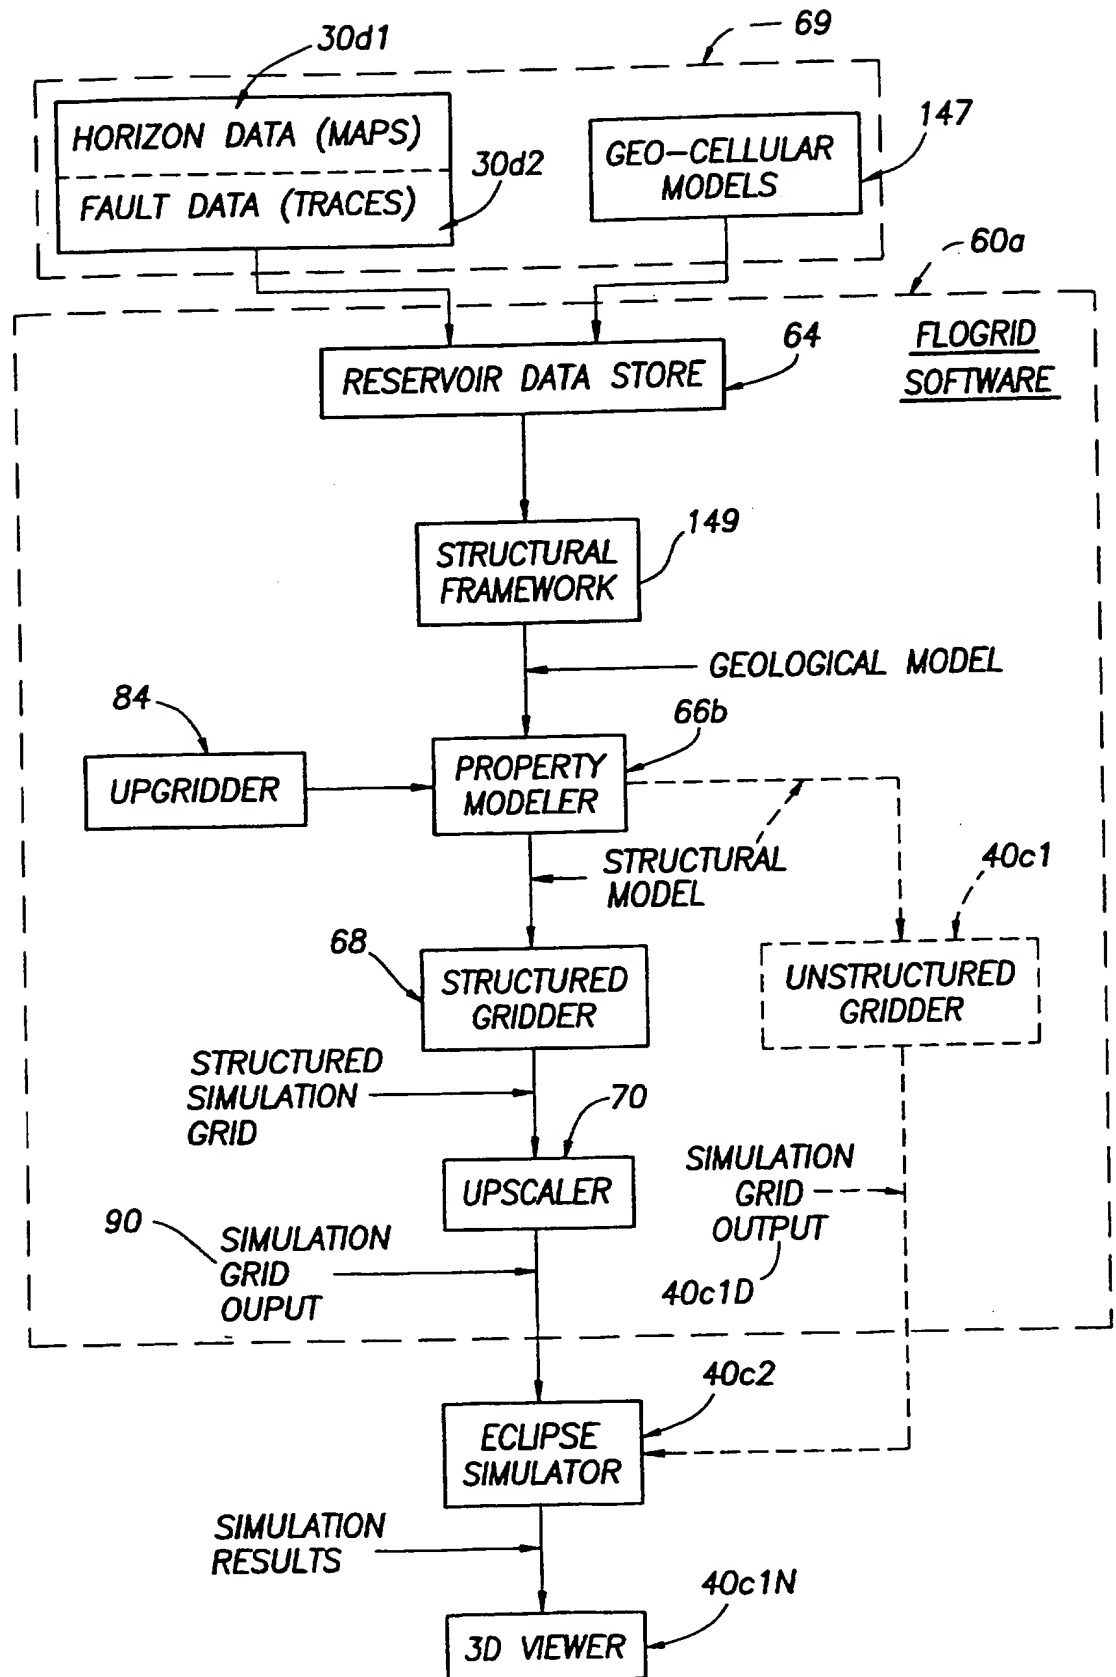 30d1
69
HORIZON DATA (MAPS)
30d2
FAULT DATA (TRACES)
GEO-CELLULAR
MODELS
147
60a
FLOGRID
SOFTWARE
64
RESERVOIR DATA STORE
149
STRUCTURAL
FRAMEWORK
GEOLOGICAL MODEL
84
66b
UPGRIDDER
PROPERTY
MODELER
STRUCTURAL
MODEL
40c1
68
STRUCTURED
GRIDDER
UNSTRUCTURED
GRIDDER
STRUCTURED
SIMULATION
GRID
70
UPSCALER
SIMULATION
GRID
OUTPUT
40c1D
90
SIMULATION
GRID
OUPUT
40c2
ECLIPSE
SIMULATOR
SIMULATION
RESULTS
40c1N
3D VIEWER